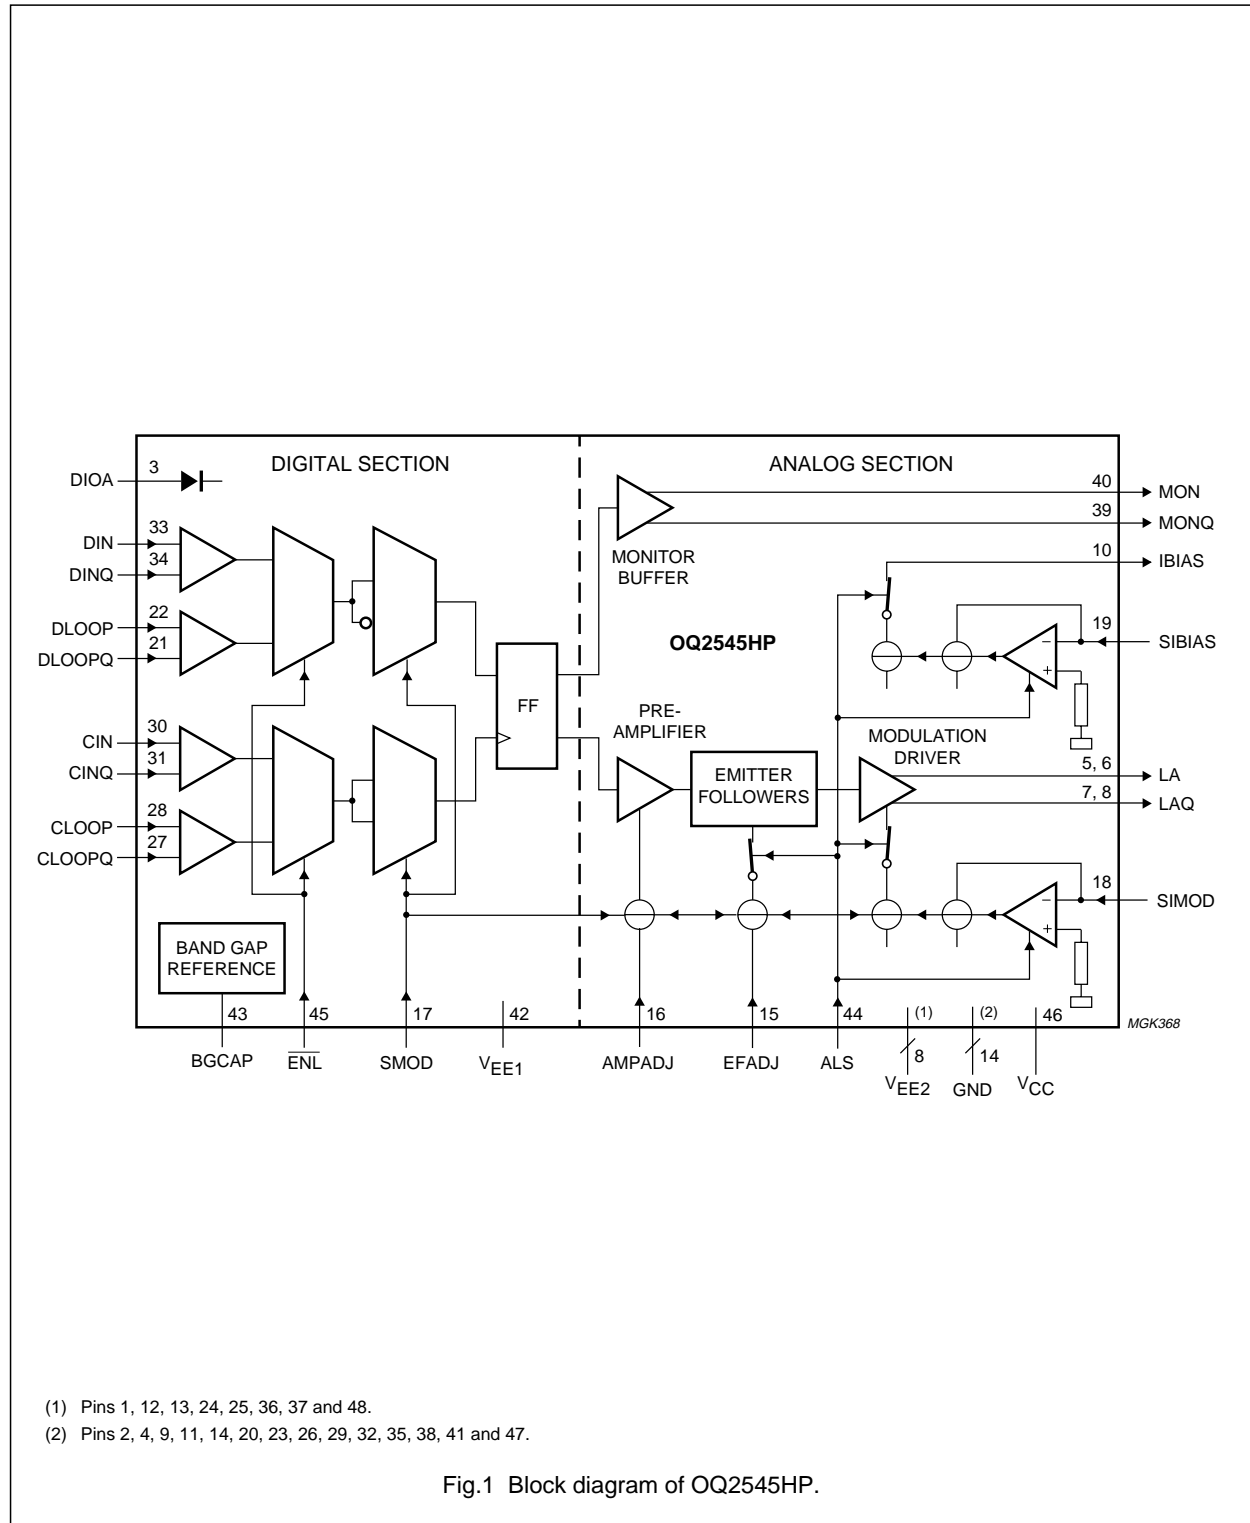 DIGITAL SECTION
ANALOG SECTION
DIOA 3
DIN 33
DINQ 34
DLOOP 22
DLOOPQ 21
CIN 30
CINQ 31
CLOOP 28
CLOOPQ 27
FF
BAND GAP
REFERENCE
MONITOR
BUFFER
OQ2545HP
PRE-
AMPLIFIER
EMITTER
FOLLOWERS
MODULATION
DRIVER
40 MON
39 MONQ
10 IBIAS
19 SIBIAS
−
+
5, 6 LA
7, 8 LAQ
18 SIMOD
−
+
43 45 17 42 16 15 44 (1) (2) 46
MGK368
BGCAP ENL SMOD VEE1 AMPADJ EFADJ ALS
8 14
VEE2 GND VCC
(1) Pins 1, 12, 13, 24, 25, 36, 37 and 48.
(2) Pins 2, 4, 9, 11, 14, 20, 23, 26, 29, 32, 35, 38, 41 and 47.
Fig.1 Block diagram of OQ2545HP.